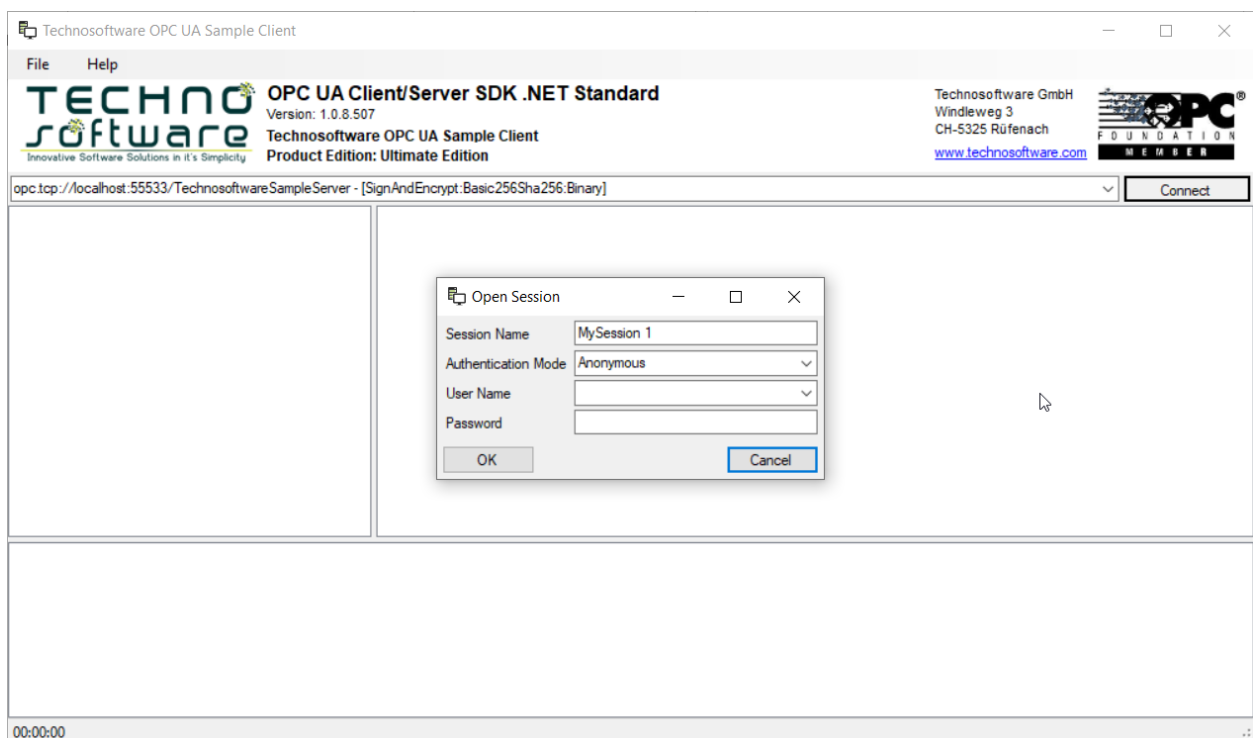 Technosoftware OPC UA Sample Client
File Help
TECHNO
software
Innovative Software Solutions in it's Simplicity
OPC UA Client/Server SDK .NET Standard
Version: 1.0.8.507
Technosoftware OPC UA Sample Client
Product Edition: Ultimate Edition
Technosoftware GmbH
Windleweg 3
CH-5325 Rüfenach
www.technosoftware.com
OPC®
FOUNDATION
MEMBER
opc.tcp://localhost:55533/TechnosoftwareSampleServer - [SignAndEncrypt:Basic256Sha256:Binary]
Connect
Open Session
Session Name MySession 1
Authentication Mode Anonymous
User Name
Password
OK Cancel
00:00:00